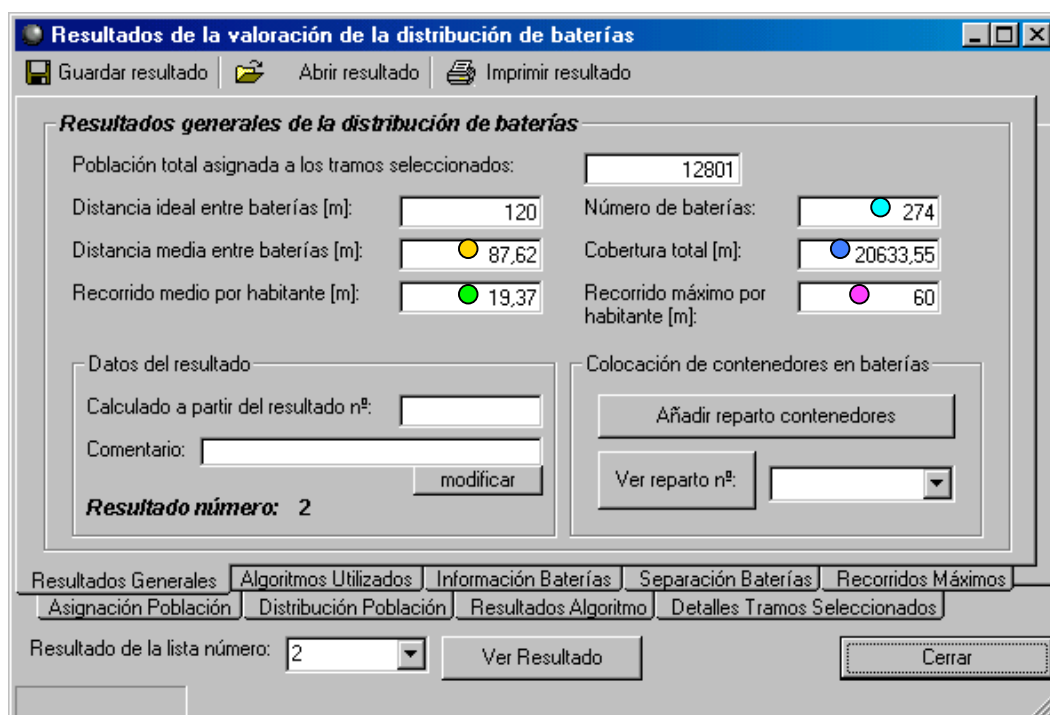 Resultados de la valoración de la distribución de baterías
Guardar resultado Abrir resultado Imprimir resultado
Resultados generales de la distribución de baterías
Población total asignada a los tramos seleccionados: 12801
Distancia ideal entre baterías [m]: 120 Número de baterías: 274
Distancia media entre baterías [m]: 87,62 Cobertura total [m]: 20633,55
Recorrido medio por habitante [m]: 19,37 Recorrido máximo por 60
habitante [m]:
Datos del resultado
Calculado a partir del resultado nº:
Comentario:
modificar
Resultado número: 2
Colocación de contenedores en baterías
Añadir reparto contenedores
Ver reparto nº:
Resultados Generales Algoritmos Utilizados Información Baterías Separación Baterías Recorridos Máximos
Asignación Población Distribución Población Resultados Algoritmo Detalles Tramos Seleccionados
Resultado de la lista número: 2 Ver Resultado Cerrar